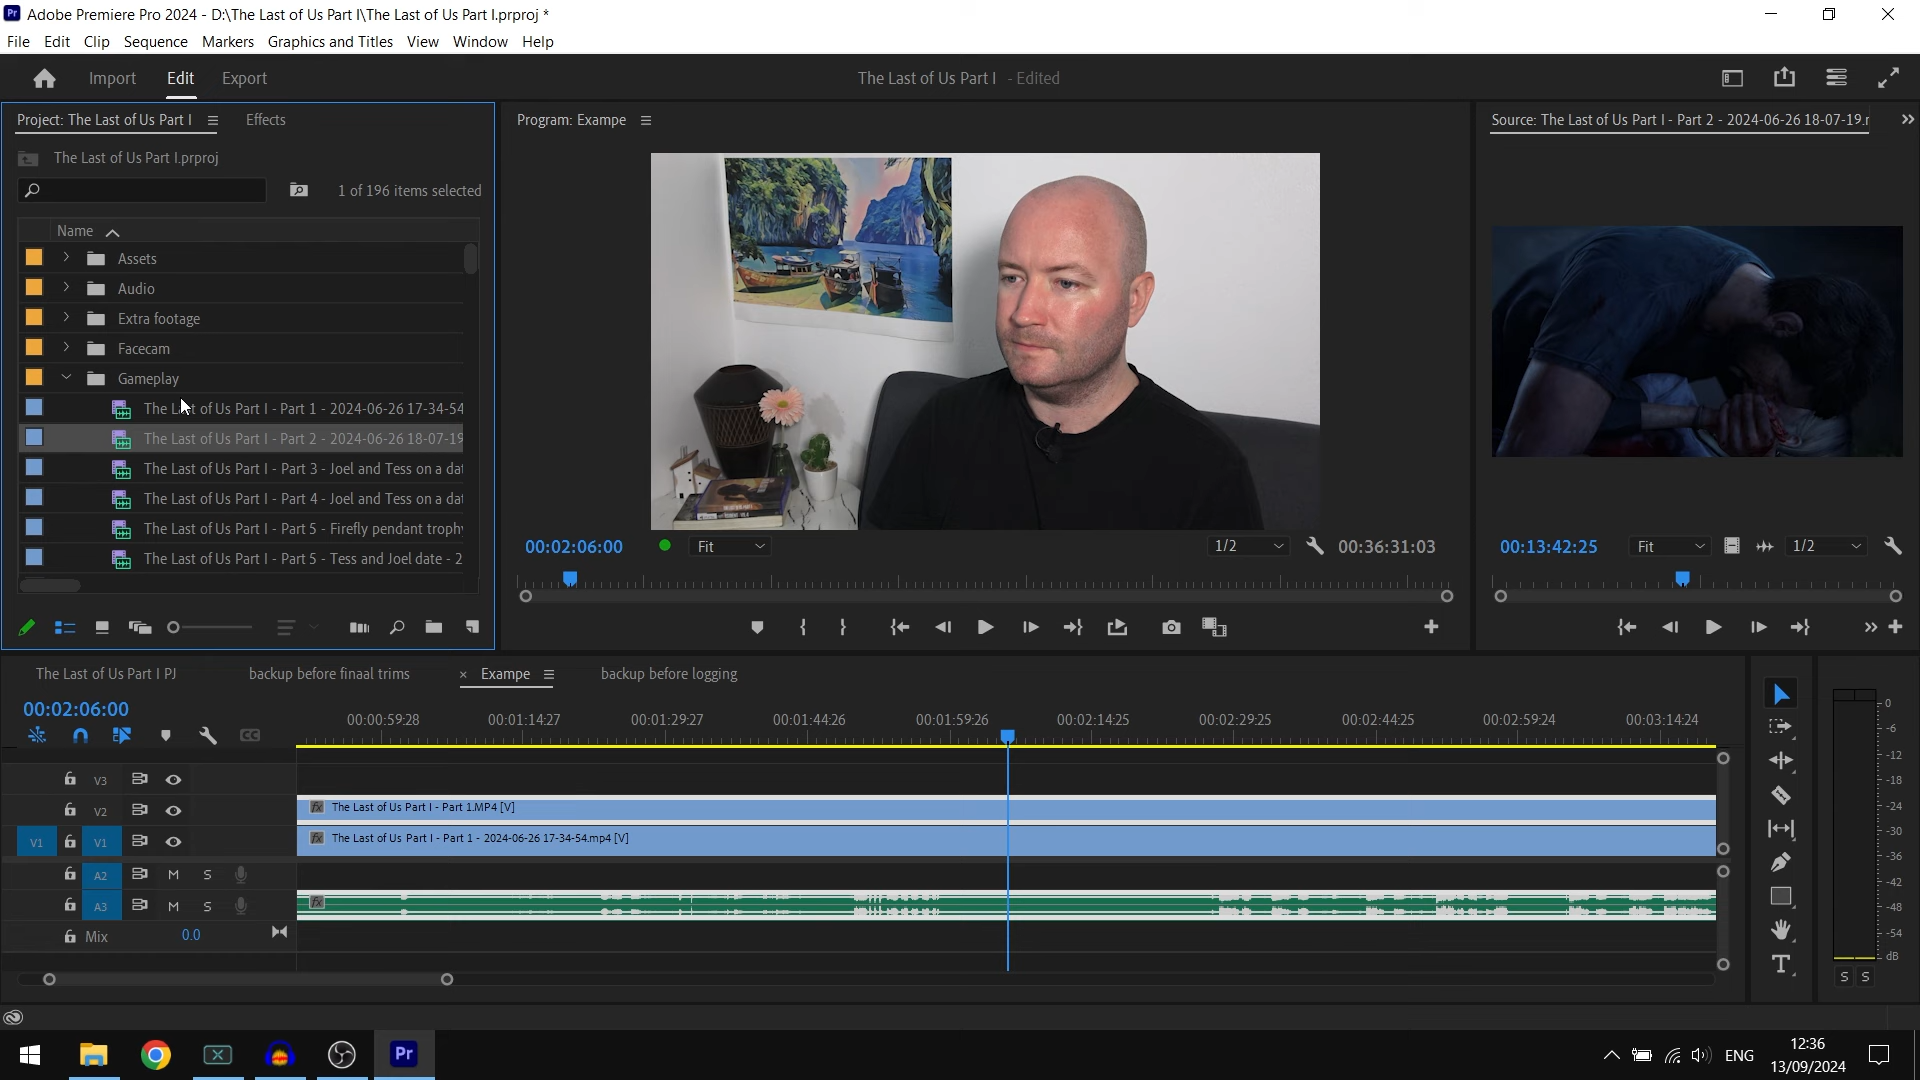 Adobe Premiere Pro 2024 - D:\The Last of Us Part I\The Last of Us Part I.prproj *
File Edit Clip Sequence Markers Graphics and Titles View Window Help
Import Edit Export
The Last of Us Part I - Edited
Project: The Last of Us Part I
Effects
Program: Exampe
Source: The Last of Us Part I - Part 2 - 2024-06-26 18-07-19.r
The Last of Us Part I.prproj
1 of 196 items selected
Name
Assets
Audio
Extra footage
Facecam
Gameplay
The Last of Us Part I - Part 1 - 2024-06-26 17-34-54
The Last of Us Part I - Part 2 - 2024-06-26 18-07-19
The Last of Us Part I - Part 3 - Joel and Tess on a dat
The Last of Us Part I - Part 4 - Joel and Tess on a dat
The Last of Us Part I - Part 5 - Firefly pendant trophy
The Last of Us Part I - Part 5 - Tess and Joel date - 2
00:02:06:00 Fit 1/2 00:36:31:03
00:13:42:25 Fit 1/2
The Last of Us Part I PJ
backup before finaal trims
× Exampe
backup before logging
00:02:06:00
00:00:59:28 00:01:14:27 00:01:29:27 00:01:44:26 00:01:59:26 00:02:14:25 00:02:29:25 00:02:44:25 00:02:59:24 00:03:14:24
V3
V2
fx The Last of Us Part I - Part 1.MP4 [V]
V1 V1
fx The Last of Us Part I - Part 1 - 2024-06-26 17-34-54.mp4 [V]
A2 M S
A3 M S
fx
Mix 0.0
0
-6
-12
-18
-24
-30
-36
-42
-48
-54
dB
S S
Pr
ENG
12:36
13/09/2024